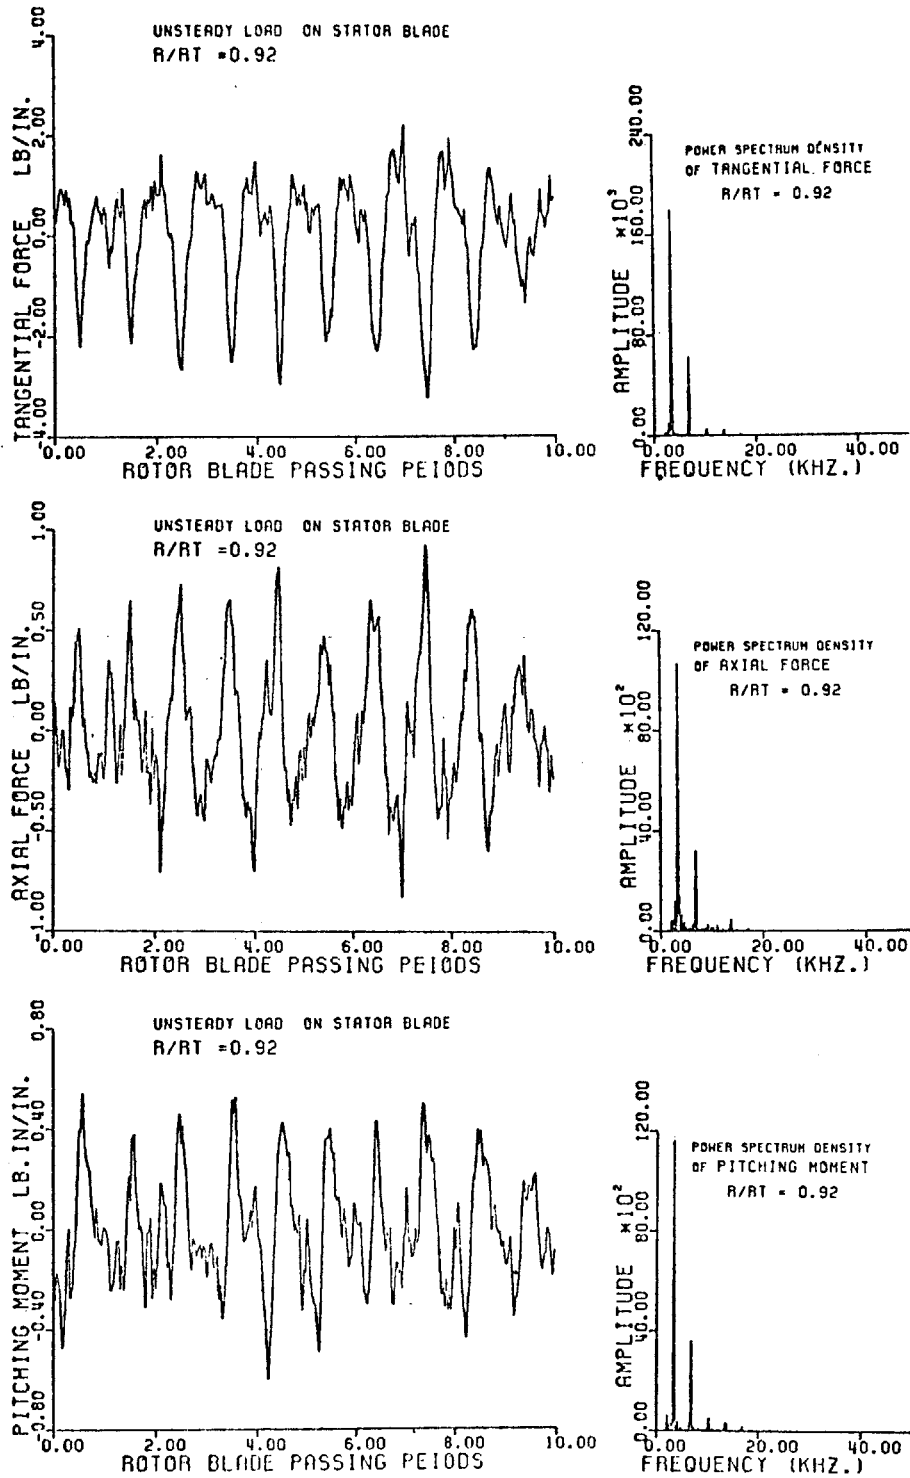 UNSTEADY LOAD ON STATOR BLADE
R/RT =0.92
TANGENTIAL FORCE LB/IN.
4.00
2.00
0.00
-2.00
-4.00
0.00 2.00 4.00 6.00 8.00 10.00
ROTOR BLADE PASSING PEIODS
POWER SPECTRUM DENSITY
OF TANGENTIAL FORCE
R/RT = 0.92
AMPLITUDE *10³
240.00
160.00
80.00
0.00
0.00 20.00 40.00
FREQUENCY (KHZ.)
UNSTEADY LOAD ON STATOR BLADE
R/RT =0.92
AXIAL FORCE LB/IN.
1.00
0.50
0.00
-0.50
-1.00
0.00 2.00 4.00 6.00 8.00 10.00
ROTOR BLADE PASSING PEIODS
POWER SPECTRUM DENSITY
OF AXIAL FORCE
R/RT = 0.92
AMPLITUDE *10²
120.00
80.00
40.00
0.00
0.00 20.00 40.00
FREQUENCY (KHZ.)
UNSTEADY LOAD ON STATOR BLADE
R/RT =0.92
PITCHING MOMENT LB.IN/IN.
0.80
0.40
0.00
-0.40
-0.80
0.00 2.00 4.00 6.00 8.00 10.00
ROTOR BLADE PASSING PEIODS
POWER SPECTRUM DENSITY
OF PITCHING MOMENT
R/RT = 0.92
AMPLITUDE *10²
120.00
80.00
40.00
0.00
0.00 20.00 40.00
FREQUENCY (KHZ.)